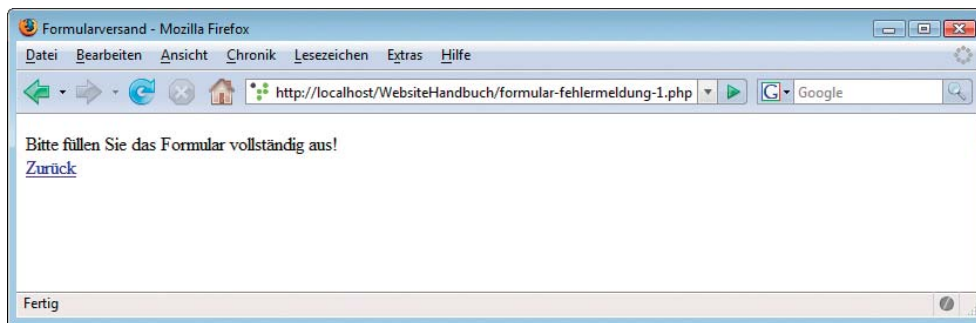 Formularversand - Mozilla Firefox
Datei Bearbeiten Ansicht Chronik Lesezeichen Extras Hilfe
http://localhost/WebsiteHandbuch/formular-fehlermeldung-1.php G Google
Bitte füllen Sie das Formular vollständig aus!
Zurück
Fertig